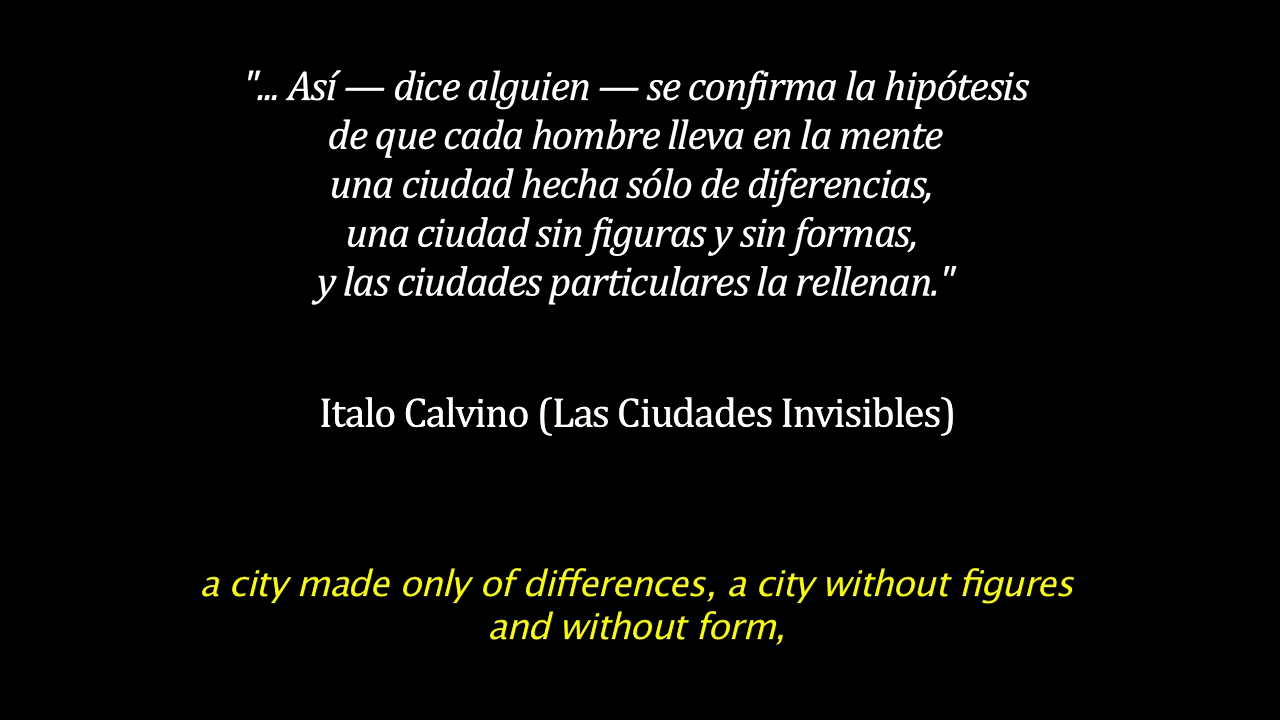 "... Así — dice alguien — se confirma la hipótesis
de que cada hombre lleva en la mente
una ciudad hecha sólo de diferencias,
una ciudad sin figuras y sin formas,
y las ciudades particulares la rellenan."
Italo Calvino (Las Ciudades Invisibles)
a city made only of differences, a city without figures
and without form,